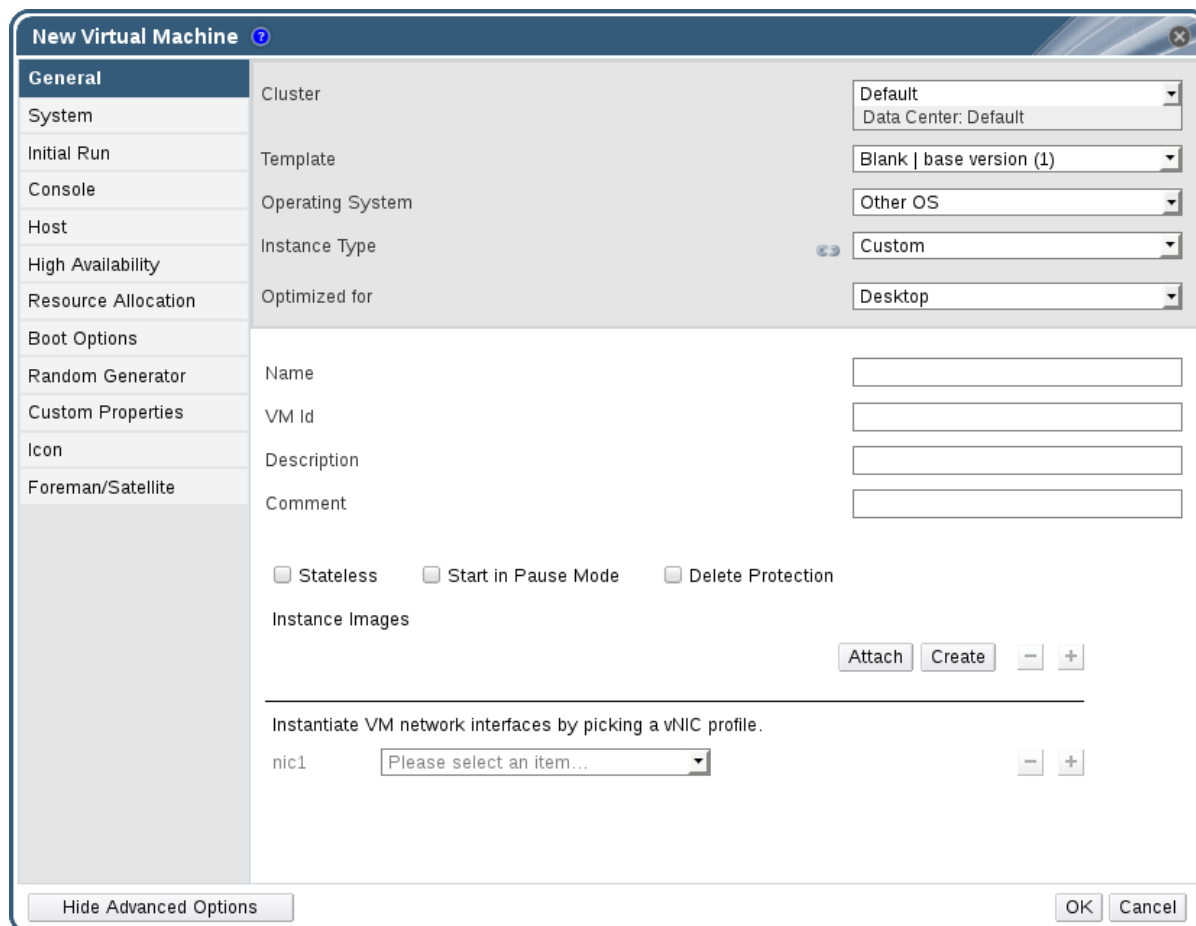 New Virtual Machine ?
General
System
Initial Run
Console
Host
High Availability
Resource Allocation
Boot Options
Random Generator
Custom Properties
Icon
Foreman/Satellite
Cluster Default
Data Center: Default
Template Blank | base version (1)
Operating System Other OS
Instance Type Custom
Optimized for Desktop
Name
VM Id
Description
Comment
Stateless Start in Pause Mode Delete Protection
Instance Images
Attach Create − +
Instantiate VM network interfaces by picking a vNIC profile.
nic1 Please select an item... − +
Hide Advanced Options OK Cancel